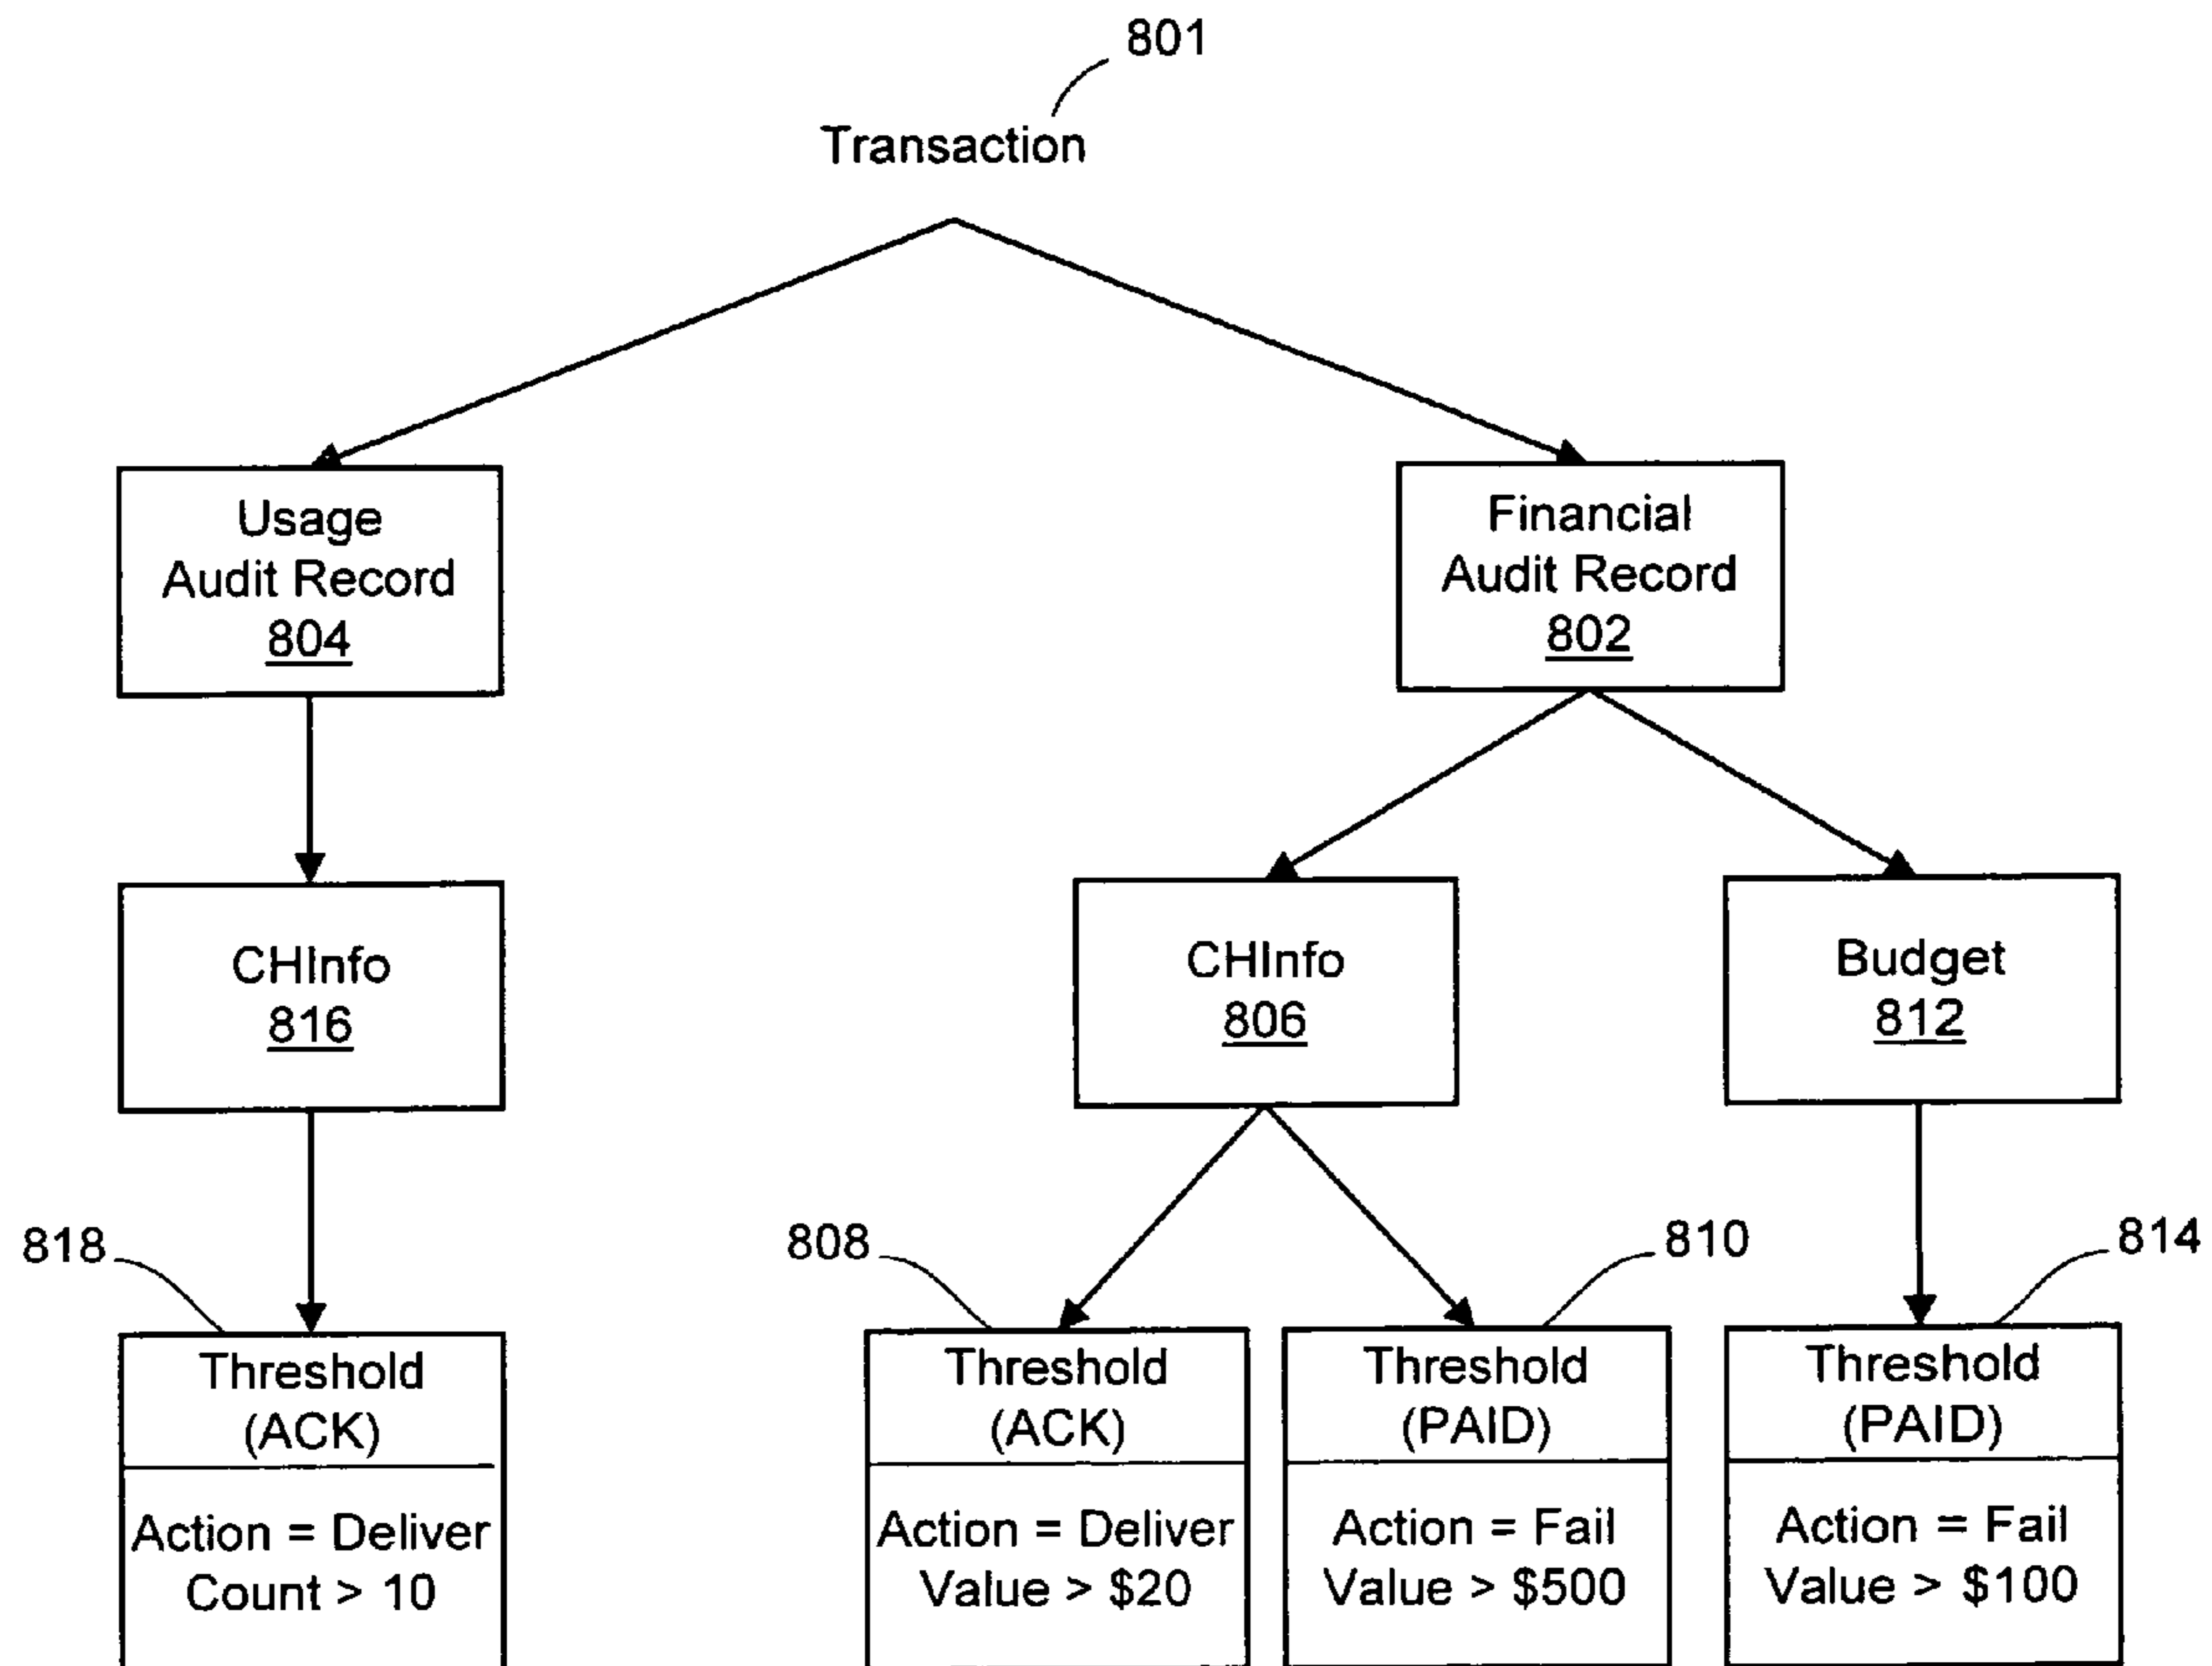 801
Transaction
Usage
Audit Record
804
Financial
Audit Record
802
CHInfo
816
CHInfo
806
Budget
812
818
808
810
814
Threshold
(ACK)
Action = Deliver
Count > 10
Threshold
(ACK)
Action = Deliver
Value > $20
Threshold
(PAID)
Action = Fail
Value > $500
Threshold
(PAID)
Action = Fail
Value > $100